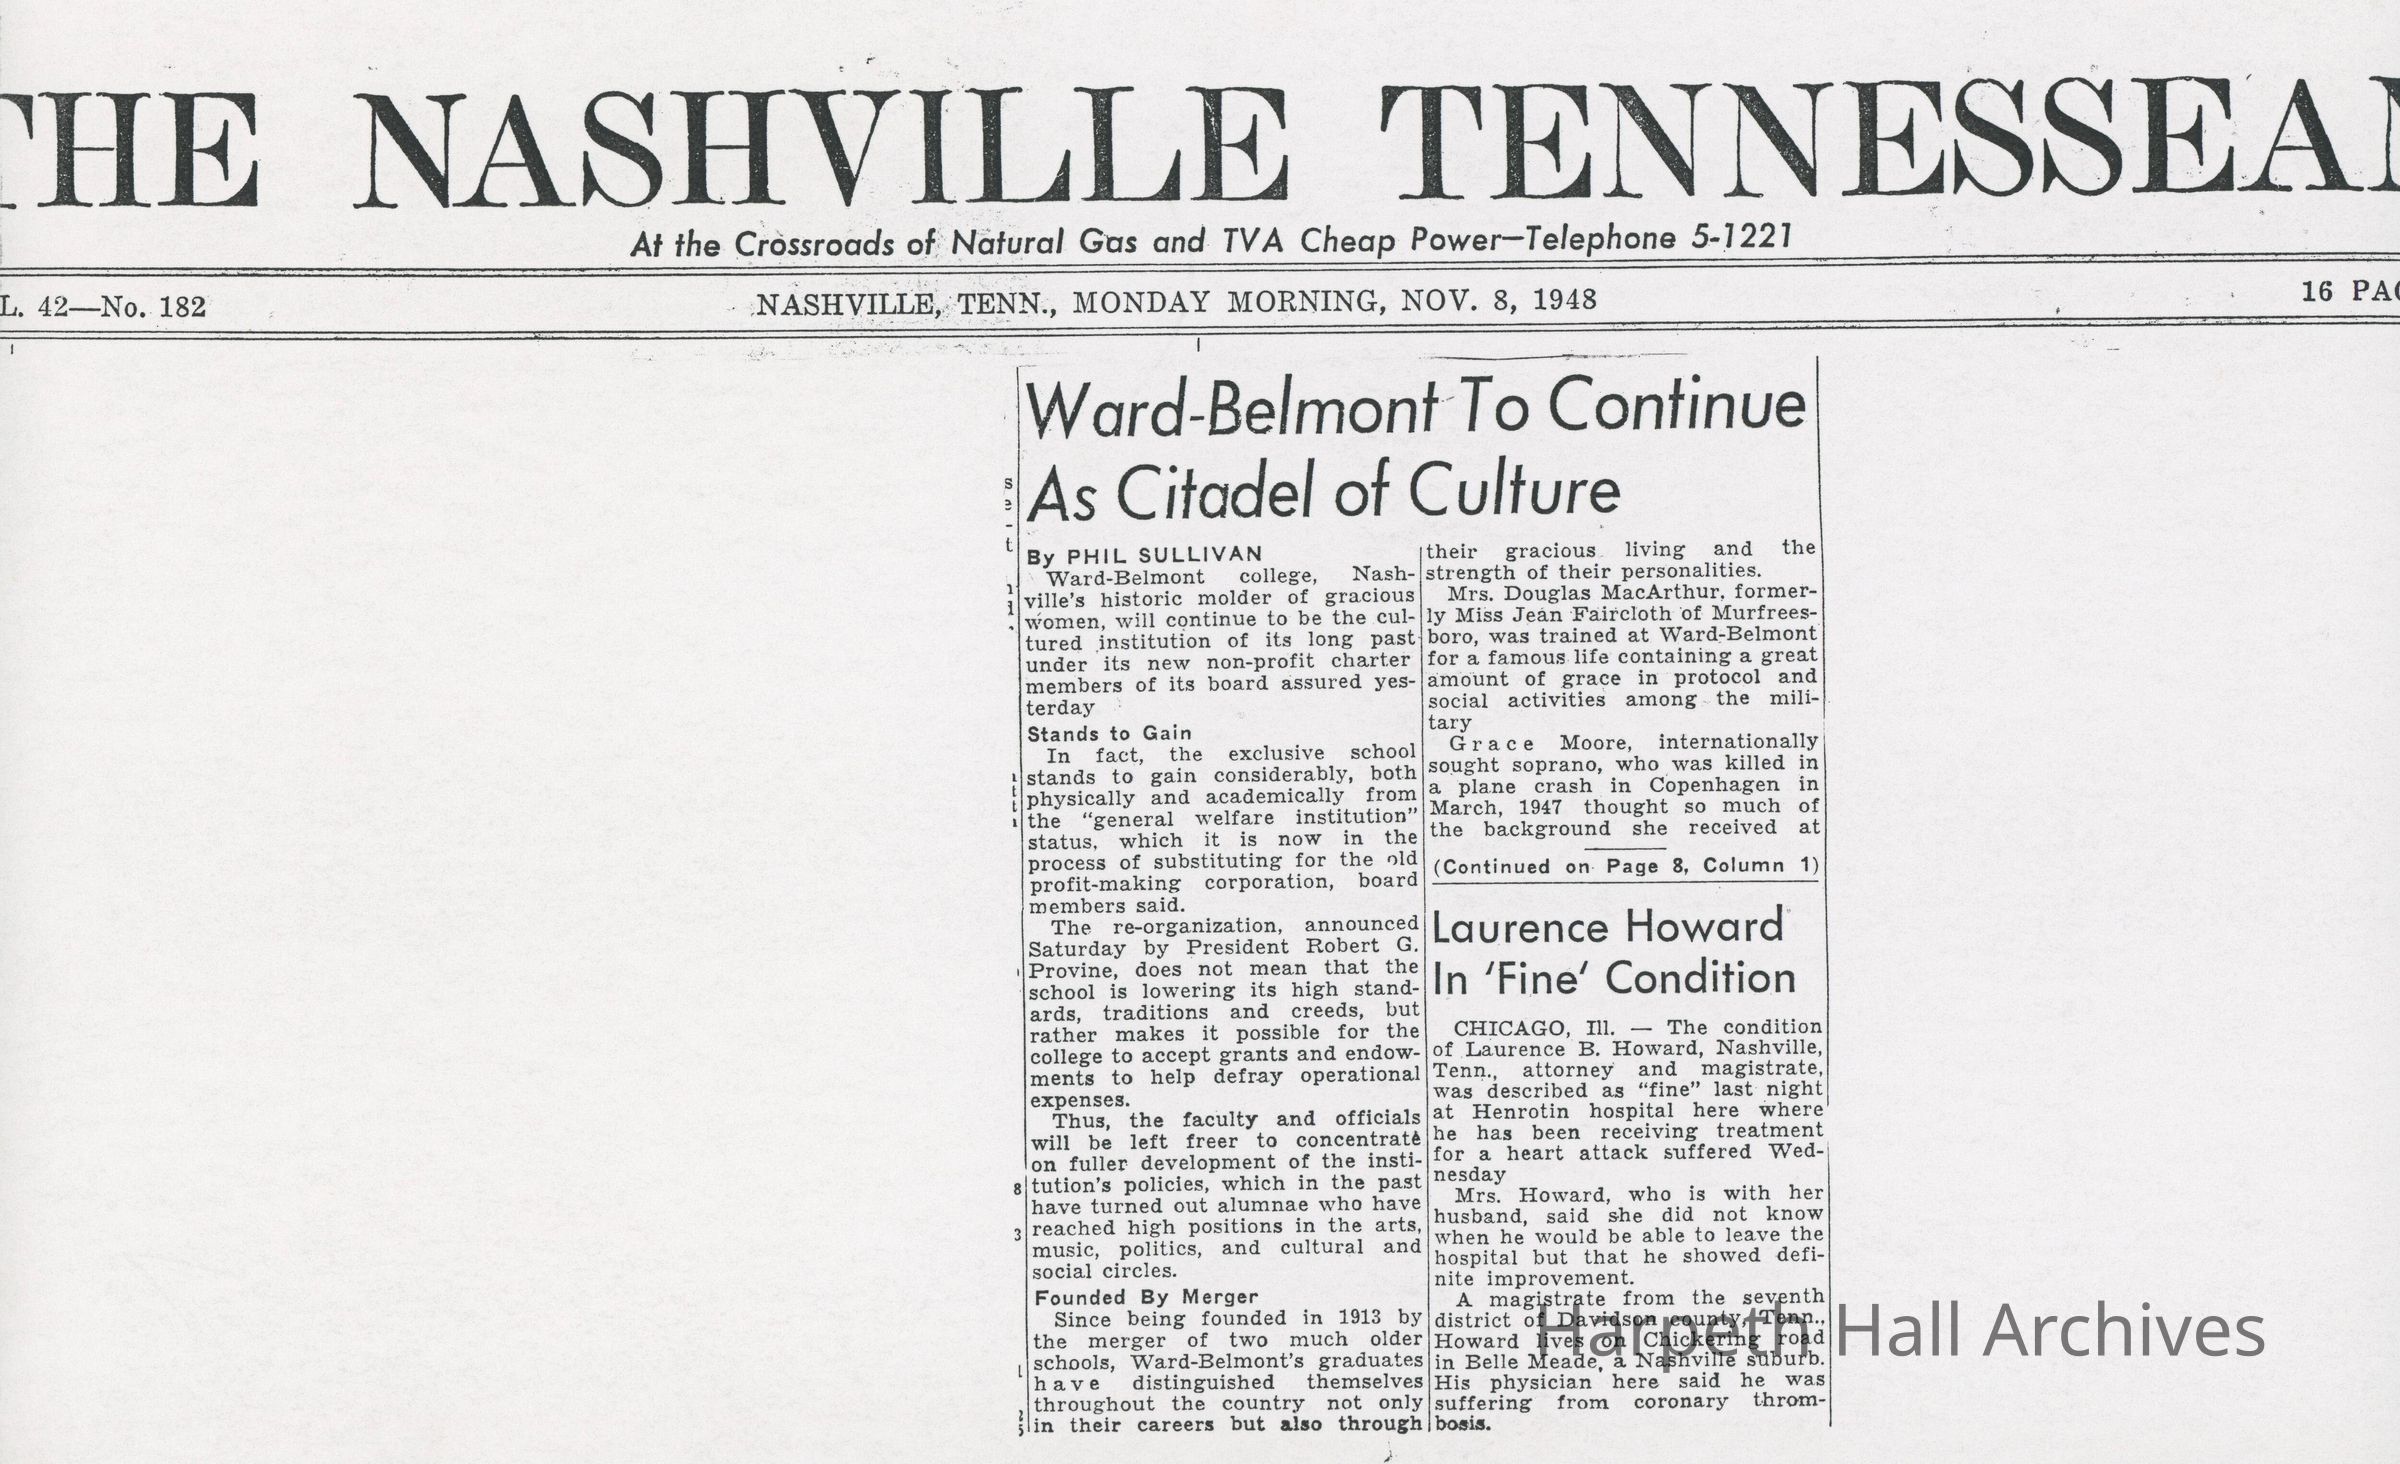 THE NASHVILLE TENNESSEAN
At the Crossroads of Natural Gas and TVA Cheap Power—Telephone 5-1221
L. 42—No. 182
NASHVILLE, TENN., MONDAY MORNING, NOV. 8, 1948
16 PAG
Ward-Belmont To Continue
As Citadel of Culture
By PHIL SULLIVAN
Ward-Belmont college, Nash-
ville's historic molder of gracious
women, will continue to be the cul-
tured institution of its long past
under its new non-profit charter
members of its board assured yes-
terday
Stands to Gain
In fact, the exclusive school
stands to gain considerably, both
physically and academically from
the "general welfare institution"
status, which it is now in the
process of substituting for the old
profit-making corporation, board
members said.
The re-organization, announced
Saturday by President Robert G.
Provine, does not mean that the
school is lowering its high stand-
ards, traditions and creeds, but
rather makes it possible for the
college to accept grants and endow-
ments to help defray operational
expenses.
Thus, the faculty and officials
will be left freer to concentrate
on fuller development of the insti-
tution's policies, which in the past
have turned out alumnae who have
reached high positions in the arts,
music, politics, and cultural and
social circles.
Founded By Merger
Since being founded in 1913 by
the merger of two much older
schools, Ward-Belmont's graduates
have distinguished themselves
throughout the country not only
in their careers but also through
their gracious living and the
strength of their personalities.
Mrs. Douglas MacArthur, former-
ly Miss Jean Faircloth of Murfrees-
boro, was trained at Ward-Belmont
for a famous life containing a great
amount of grace in protocol and
social activities among the mili-
tary
Grace Moore, internationally
sought soprano, who was killed in
a plane crash in Copenhagen in
March, 1947 thought so much of
the background she received at
(Continued on Page 8, Column 1)
Laurence Howard
In 'Fine' Condition
CHICAGO, Ill. — The condition
of Laurence B. Howard, Nashville,
Tenn., attorney and magistrate,
was described as "fine" last night
at Henrotin hospital here where
he has been receiving treatment
for a heart attack suffered Wed-
nesday
Mrs. Howard, who is with her
husband, said she did not know
when he would be able to leave the
hospital but that he showed defi-
nite improvement.
A magistrate from the seventh
district of Davidson county, Tenn.,
Howard lives on Chickering road
in Belle Meade, a Nashville suburb.
His physician here said he was
suffering from coronary throm-
bosis.
Harpeth Hall Archives